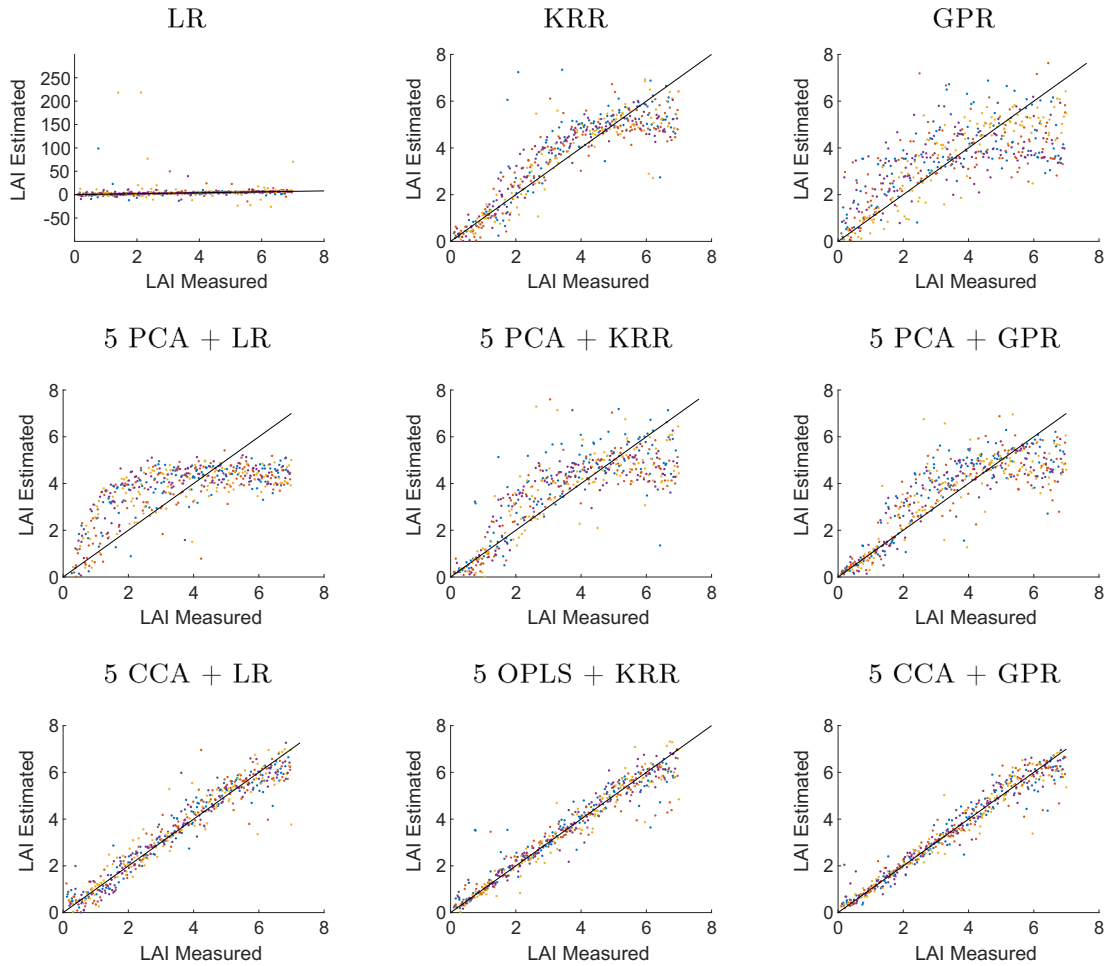 LR
KRR
GPR
LAI Estimated
250
200
150
100
50
0
-50
0 2 4 6 8
LAI Measured
LAI Estimated
8
6
4
2
0
0 2 4 6 8
LAI Measured
LAI Estimated
8
6
4
2
0
0 2 4 6 8
LAI Measured
5 PCA + LR
5 PCA + KRR
5 PCA + GPR
LAI Estimated
8
6
4
2
0
0 2 4 6 8
LAI Measured
LAI Estimated
8
6
4
2
0
0 2 4 6 8
LAI Measured
LAI Estimated
8
6
4
2
0
0 2 4 6 8
LAI Measured
5 CCA + LR
5 OPLS + KRR
5 CCA + GPR
LAI Estimated
8
6
4
2
0
0 2 4 6 8
LAI Measured
LAI Estimated
8
6
4
2
0
0 2 4 6 8
LAI Measured
LAI Estimated
8
6
4
2
0
0 2 4 6 8
LAI Measured